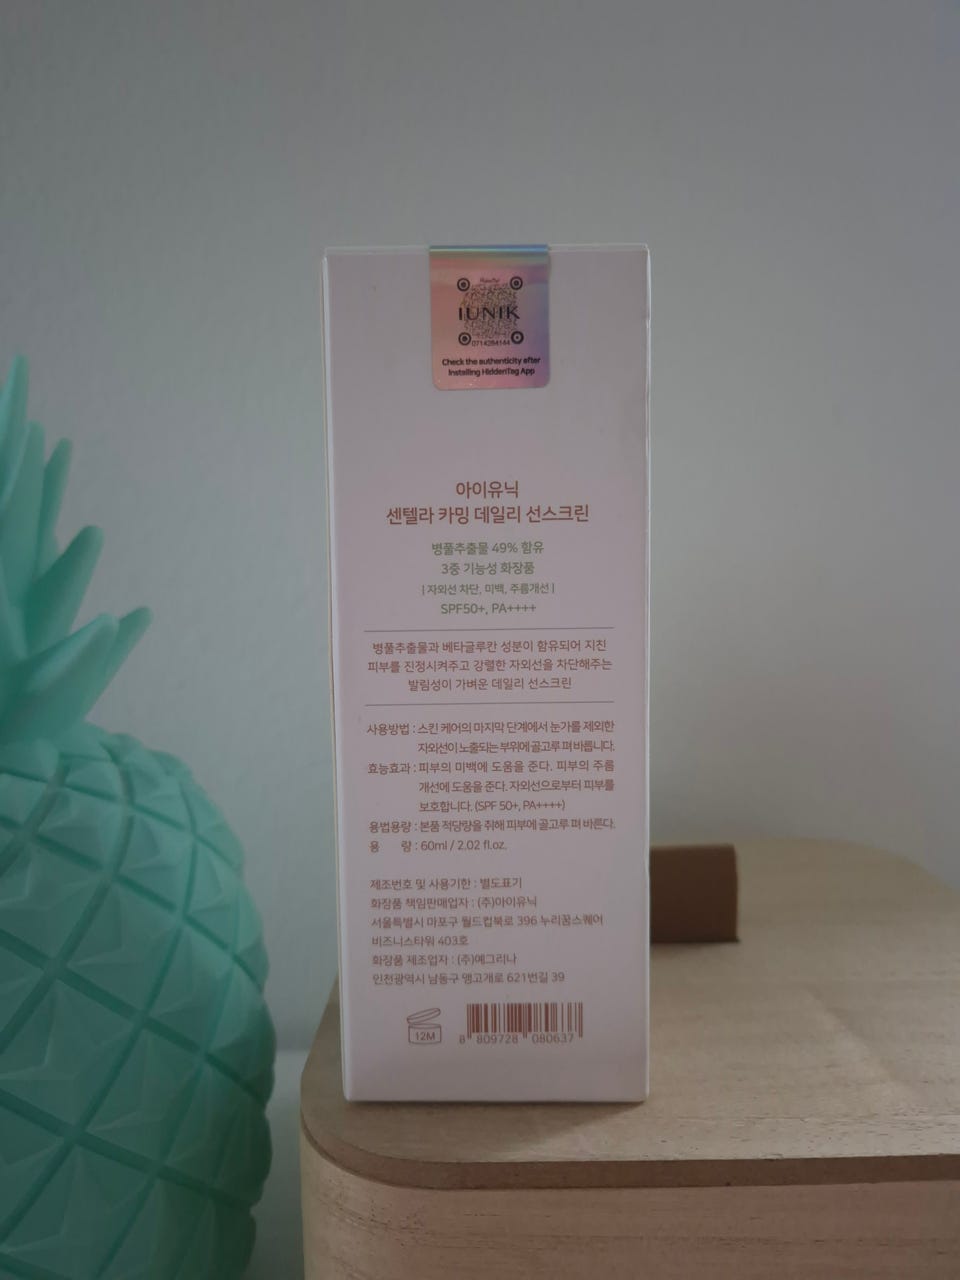 IUNIK
0714284144
Check the authenticity after
Installing HiddenTag App
아이유닉
센텔라 카밍 데일리 선스크린
병풀추출물 49% 함유
3중 기능성 화장품
| 자외선 차단, 미백, 주름개선 |
SPF50+, PA++++
병풀추출물과 베타글루칸 성분이 함유되어 지친
피부를 진정시켜주고 강렬한 자외선을 차단해주는
발림성이 가벼운 데일리 선스크린
사용방법 : 스킨 케어의 마지막 단계에서 눈가를 제외한
자외선이 노출되는 부위에 골고루 펴 바릅니다.
효능효과 : 피부의 미백에 도움을 준다. 피부의 주름
개선에 도움을 준다. 자외선으로부터 피부를
보호합니다. (SPF 50+, PA++++)
용법용량 : 본품 적당량을 취해 피부에 골고루 펴 바른다.
용 량 : 60ml / 2.02 fl.oz.
제조번호 및 사용기한 : 별도표기
화장품 책임판매업자 : (주)아이유닉
서울특별시 마포구 월드컵북로 396 누리꿈스퀘어
비즈니스타워 403호
화장품 제조업자 : (주)예그리나
인천광역시 남동구 앵고개로 621번길 39
12M
8 809728 080637